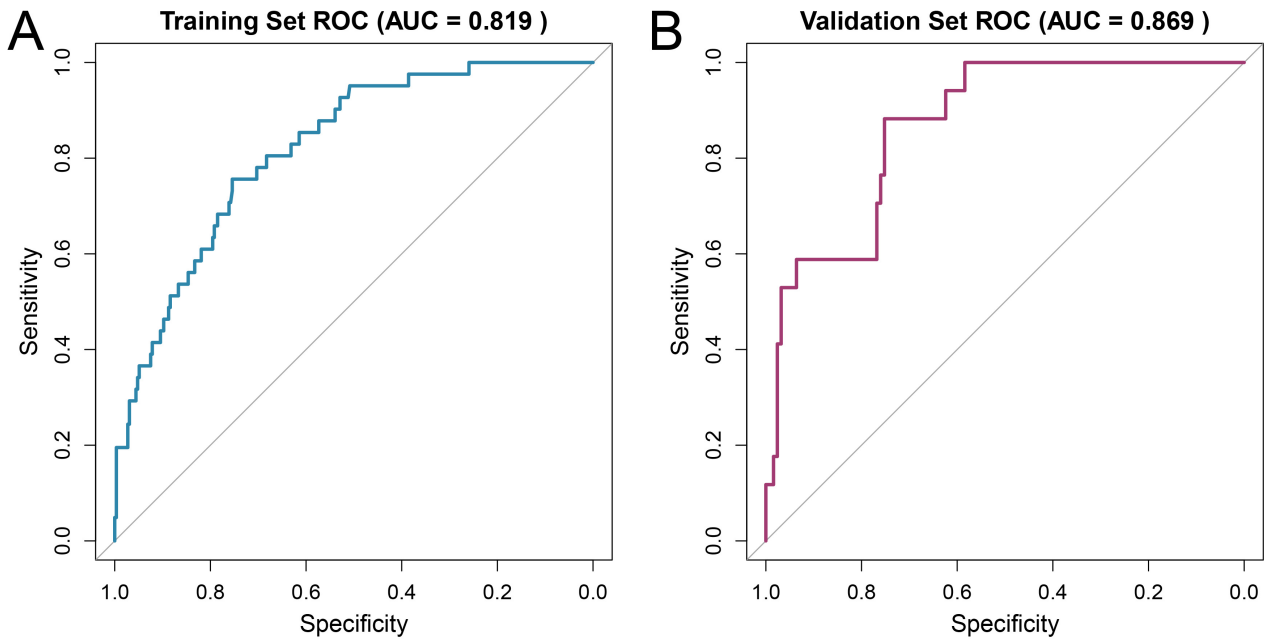 A
Training Set ROC (AUC = 0.819 )
Sensitivity
1.0
0.8
0.6
0.4
0.2
0.0
1.0 0.8 0.6 0.4 0.2 0.0
Specificity
B
Validation Set ROC (AUC = 0.869 )
Sensitivity
1.0
0.8
0.6
0.4
0.2
0.0
1.0 0.8 0.6 0.4 0.2 0.0
Specificity